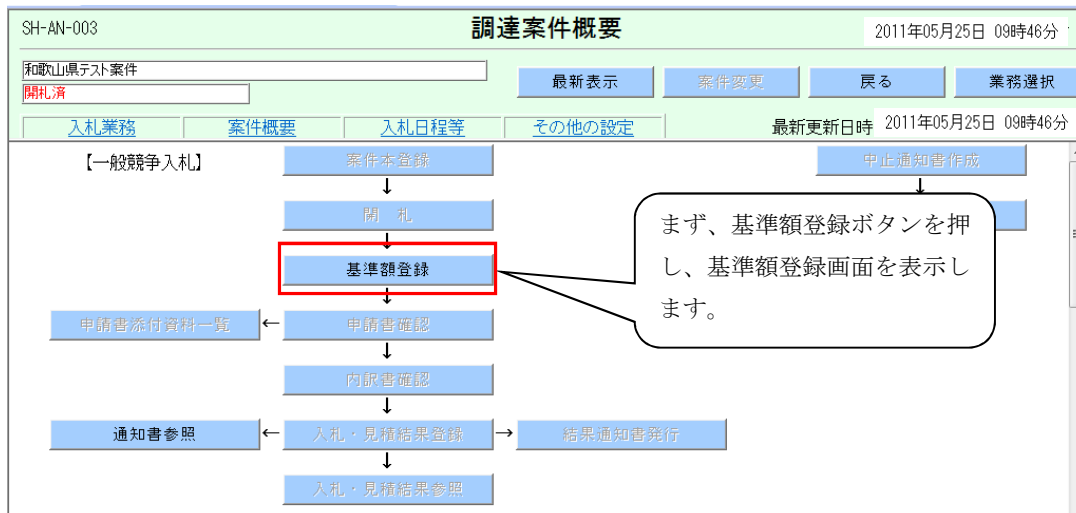 SH-AN-003
調達案件概要
2011年05月25日 09時46分
和歌山県テスト案件
開札済
最新表示
案件変更
戻る
業務選択
入札業務
案件概要
入札日程等
その他の設定
最新更新日時 2011年05月25日 09時46分
【一般競争入札】
案件本登録
中止通知書作成
↓
↓
開 札
↓
基準額登録
まず、基準額登録ボタンを押
し、基準額登録画面を表示し
ます。
↓
申請書添付資料一覧
←
申請書確認
↓
内訳書確認
↓
通知書参照
←
入札・見積結果登録
→
結果通知書発行
↓
入札・見積結果参照